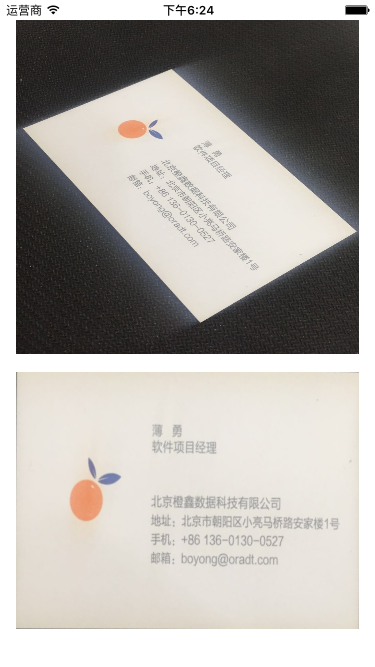 运营商 下午6:24
薄 勇
软件项目经理
北京橙鑫数据科技有限公司
地址：北京市朝阳区小亮马桥路安家楼1号
手机：+86 136-0130-0527
邮箱：boyong@oradt.com
薄 勇
软件项目经理
北京橙鑫数据科技有限公司
地址：北京市朝阳区小亮马桥路安家楼1号
手机：+86 136-0130-0527
邮箱：boyong@oradt.com